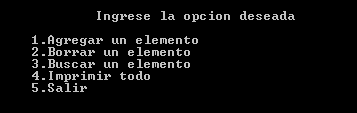 Ingrese la opcion deseada
1.Agregar un elemento
2.Borrar un elemento
3.Buscar un elemento
4.Imprimir todo
5.Salir